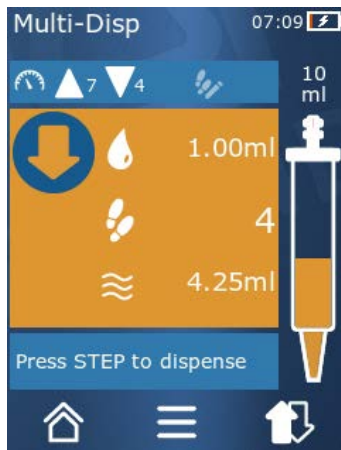 Multi-Disp 07:09
7 4
10
ml
1.00ml
4
4.25ml
Press STEP to dispense